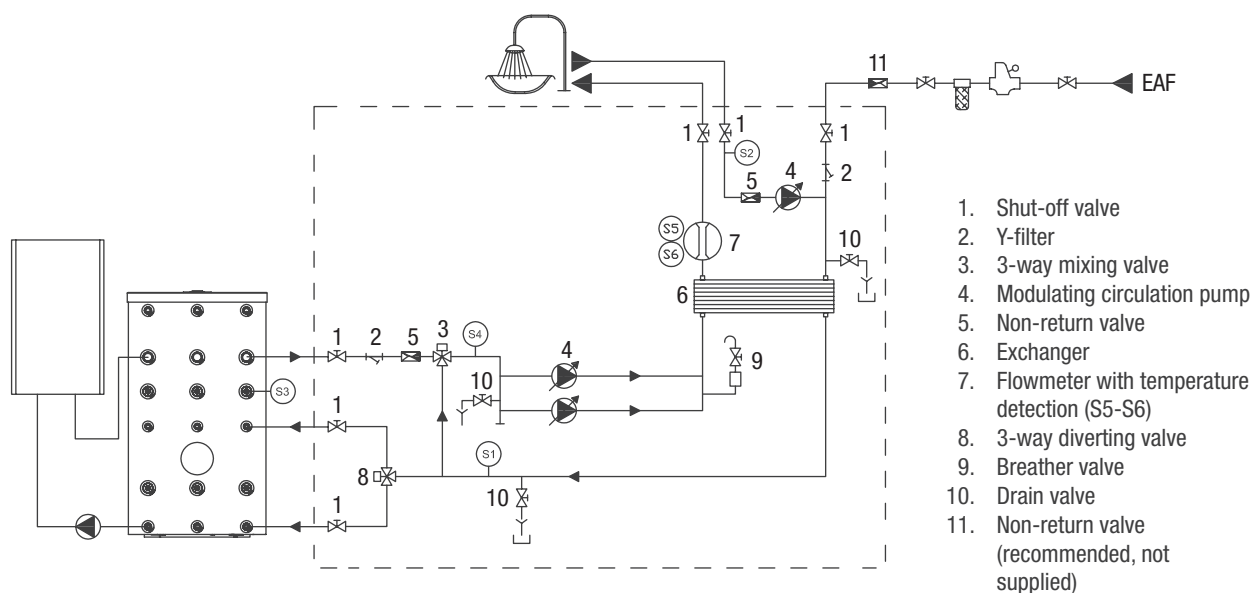 11
EAF
1
1
1
S2
5
4
2
S5
S6
7
10
6
1
2
5
3
S4
4
9
10
S3
1
8
S1
10
1
1. Shut-off valve
2. Y-filter
3. 3-way mixing valve
4. Modulating circulation pump
5. Non-return valve
6. Exchanger
7. Flowmeter with temperature
detection (S5-S6)
8. 3-way diverting valve
9. Breather valve
10. Drain valve
11. Non-return valve
(recommended, not
supplied)